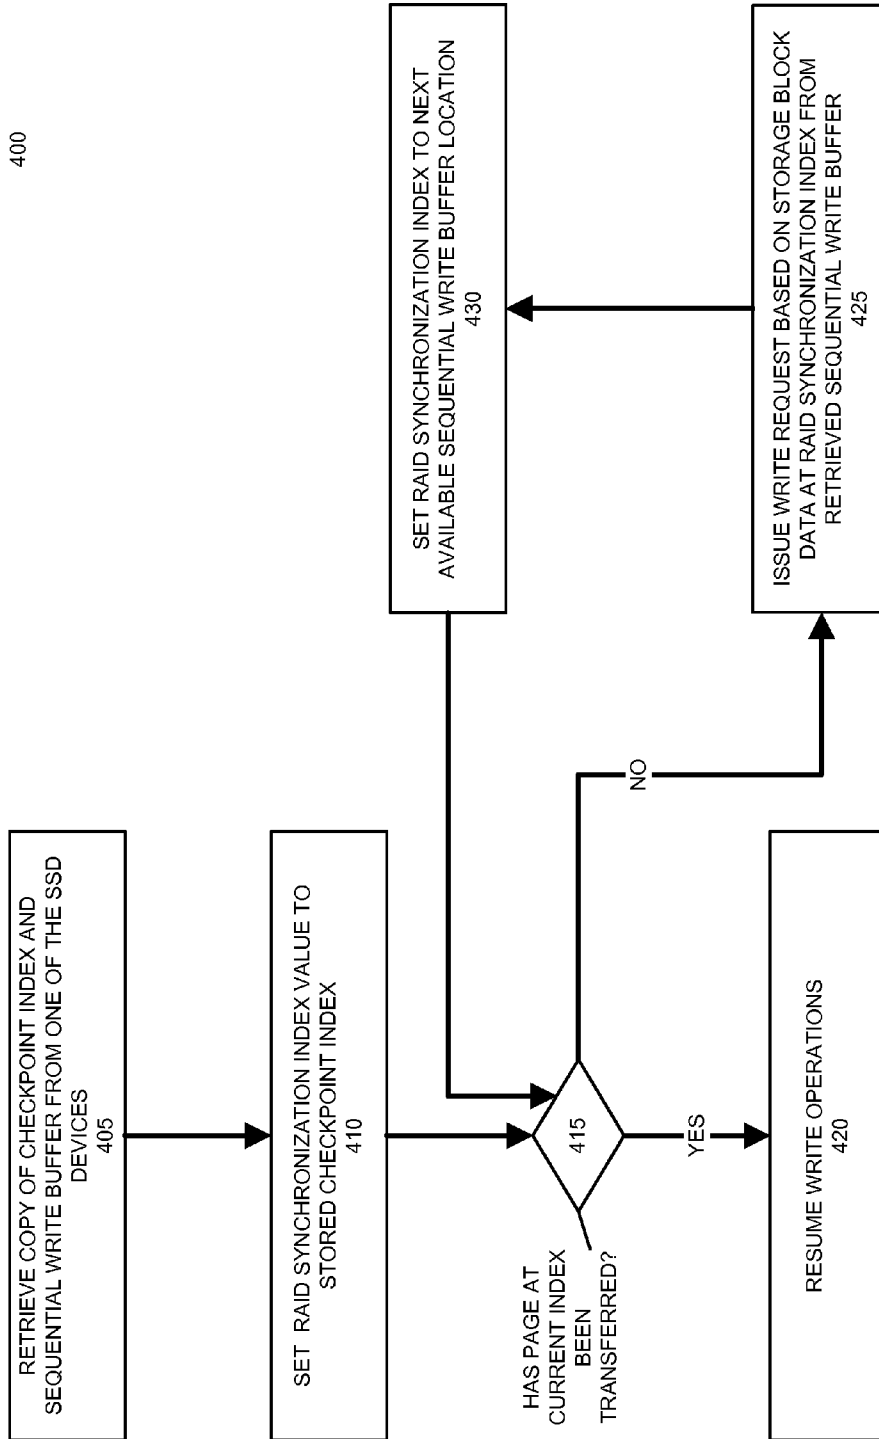 400
RETRIEVE COPY OF CHECKPOINT INDEX AND
SEQUENTIAL WRITE BUFFER FROM ONE OF THE SSD
DEVICES
405
SET RAID SYNCHRONIZATION INDEX VALUE TO
STORED CHECKPOINT INDEX
410
HAS PAGE AT
CURRENT INDEX
BEEN
TRANSFERRED?
415
YES
NO
RESUME WRITE OPERATIONS
420
ISSUE WRITE REQUEST BASED ON STORAGE BLOCK
DATA AT RAID SYNCHRONIZATION INDEX FROM
RETRIEVED SEQUENTIAL WRITE BUFFER
425
SET RAID SYNCHRONIZATION INDEX TO NEXT
AVAILABLE SEQUENTIAL WRITE BUFFER LOCATION
430